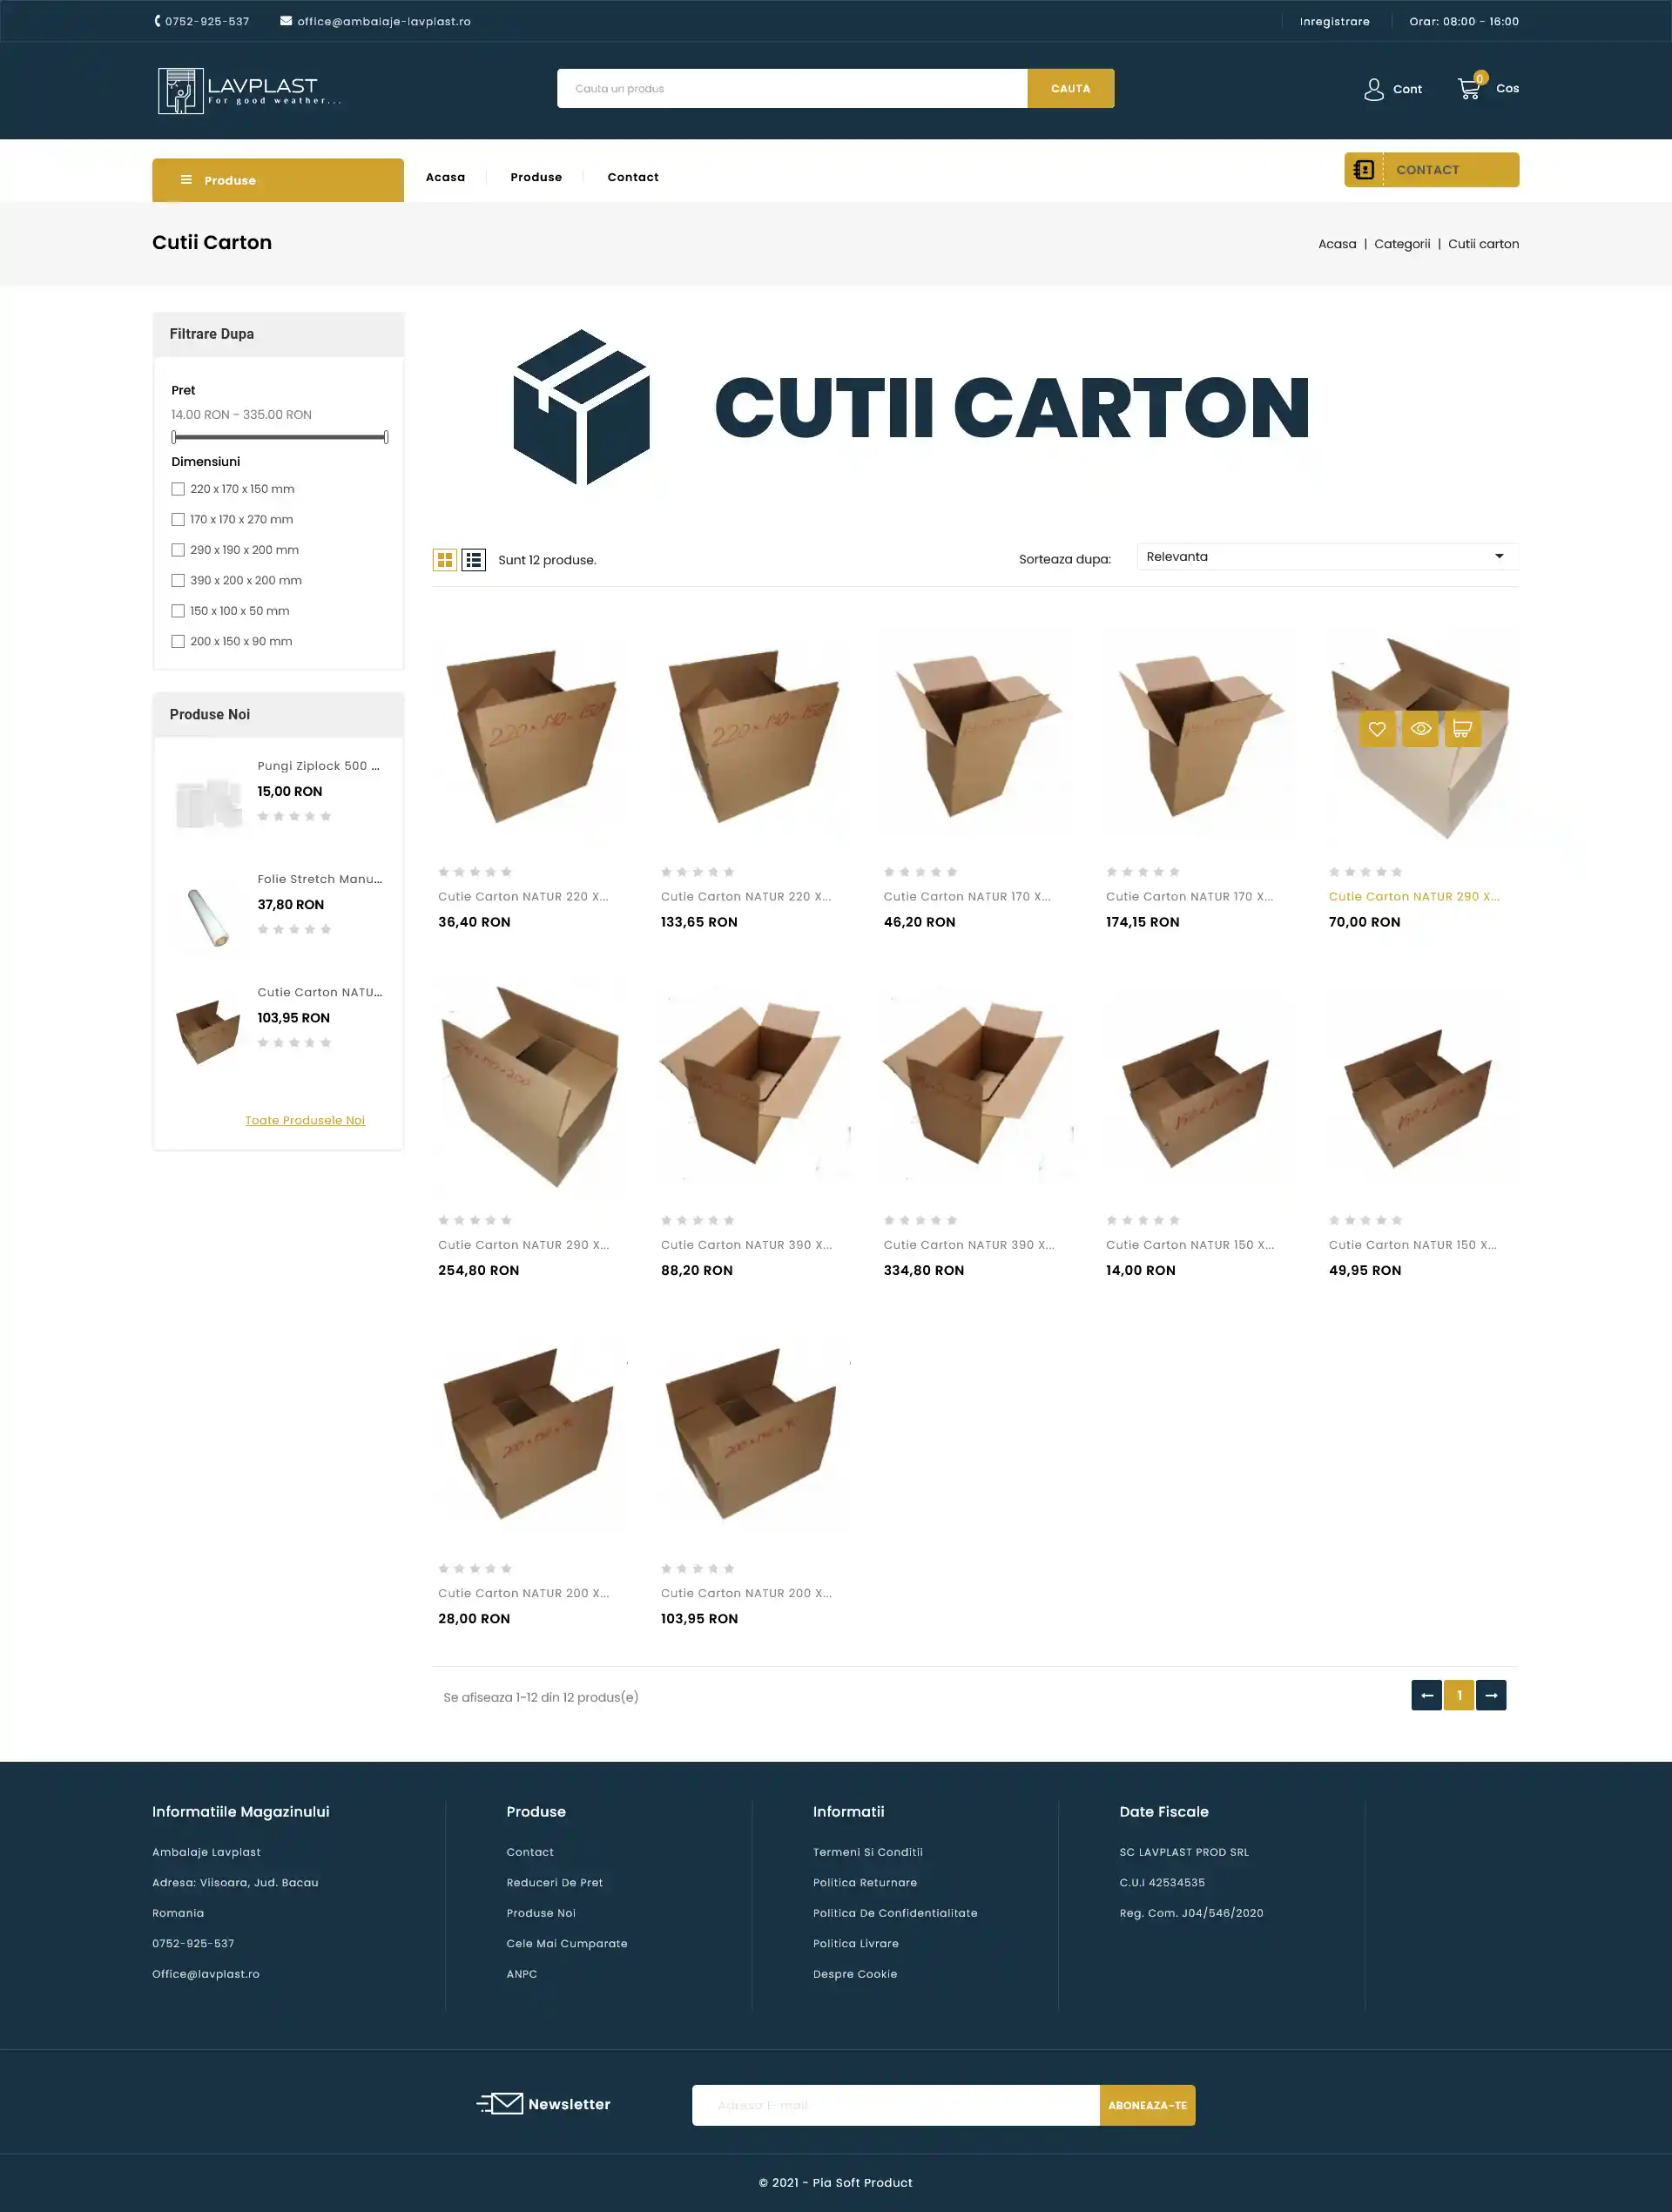 0752-925-537
office@ambalaje-lavplast.ro
Inregistrare
Orar: 08:00 - 16:00
LAVPLAST
For good weather...
Cauta un produs
CAUTA
Cont
0
Cos
Produse
Acasa
Produse
Contact
CONTACT
Cutii Carton
Acasa | Categorii | Cutii carton
Filtrare Dupa
Pret
14.00 RON - 335.00 RON
Dimensiuni
220 x 170 x 150 mm
170 x 170 x 270 mm
290 x 190 x 200 mm
390 x 200 x 200 mm
150 x 100 x 50 mm
200 x 150 x 90 mm
Produse Noi
Pungi Ziplock 500 ...
15,00 RON
Folie Stretch Manu...
37,80 RON
Cutie Carton NATU...
103,95 RON
Toate Produsele Noi
CUTII CARTON
Sunt 12 produse.
Sorteaza dupa:
Relevanta
Cutie Carton NATUR 220 X...
36,40 RON
Cutie Carton NATUR 220 X...
133,65 RON
Cutie Carton NATUR 170 X...
46,20 RON
Cutie Carton NATUR 170 X...
174,15 RON
Cutie Carton NATUR 290 X...
70,00 RON
Cutie Carton NATUR 290 X...
254,80 RON
Cutie Carton NATUR 390 X...
88,20 RON
Cutie Carton NATUR 390 X...
334,80 RON
Cutie Carton NATUR 150 X...
14,00 RON
Cutie Carton NATUR 150 X...
49,95 RON
Cutie Carton NATUR 200 X...
28,00 RON
Cutie Carton NATUR 200 X...
103,95 RON
Se afiseaza 1-12 din 12 produs(e)
1
Informatiile Magazinului
Ambalaje Lavplast
Adresa: Viisoara, Jud. Bacau
Romania
0752-925-537
Office@lavplast.ro
Produse
Contact
Reduceri De Pret
Produse Noi
Cele Mai Cumparate
ANPC
Informatii
Termeni Si Conditii
Politica Returnare
Politica De Confidentialitate
Politica Livrare
Despre Cookie
Date Fiscale
SC LAVPLAST PROD SRL
C.U.I 42534535
Reg. Com. J04/546/2020
Newsletter
Adresa E-mail
ABONEAZA-TE
© 2021 - Pia Soft Product